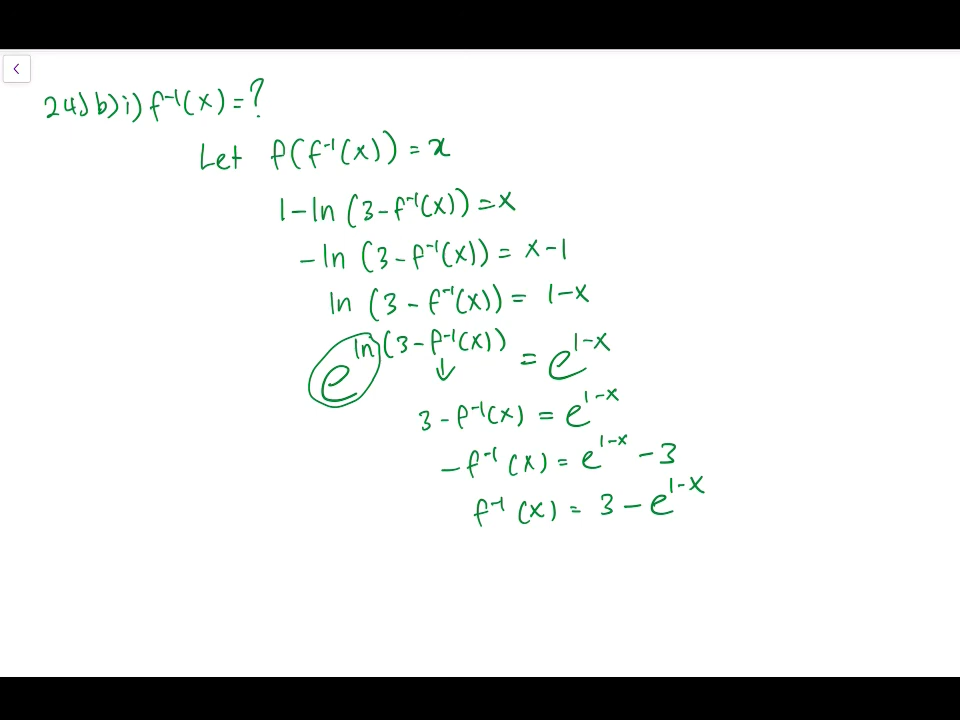 24) b) i) f⁻¹(x) = ?
Let f(f⁻¹(x)) = x
1 - ln (3 - f⁻¹(x)) = x
- ln (3 - f⁻¹(x)) = x - 1
ln (3 - f⁻¹(x)) = 1 - x
e^(ln(3 - f⁻¹(x))) = e^(1-x)
↓
3 - f⁻¹(x) = e^(1-x)
- f⁻¹(x) = e^(1-x) - 3
f⁻¹(x) = 3 - e^(1-x)